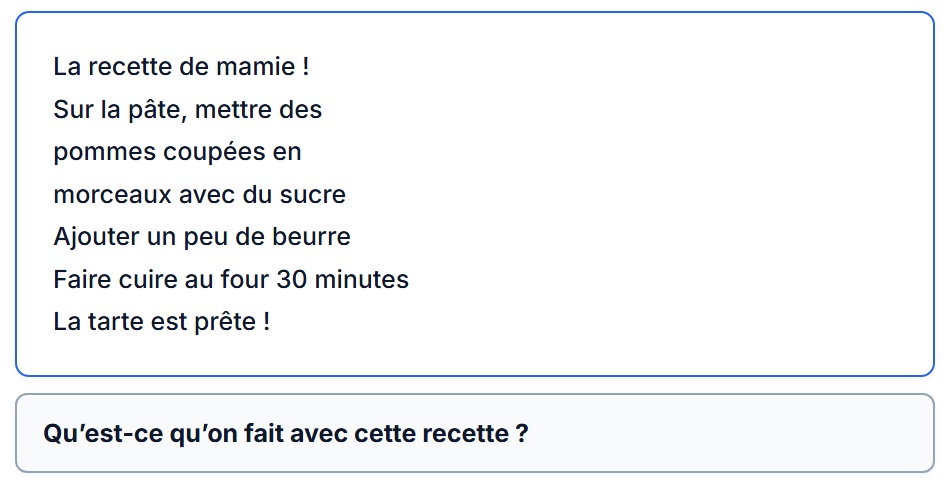 La recette de mamie !
Sur la pâte, mettre des
pommes coupées en
morceaux avec du sucre
Ajouter un peu de beurre
Faire cuire au four 30 minutes
La tarte est prête !
Qu’est-ce qu’on fait avec cette recette ?